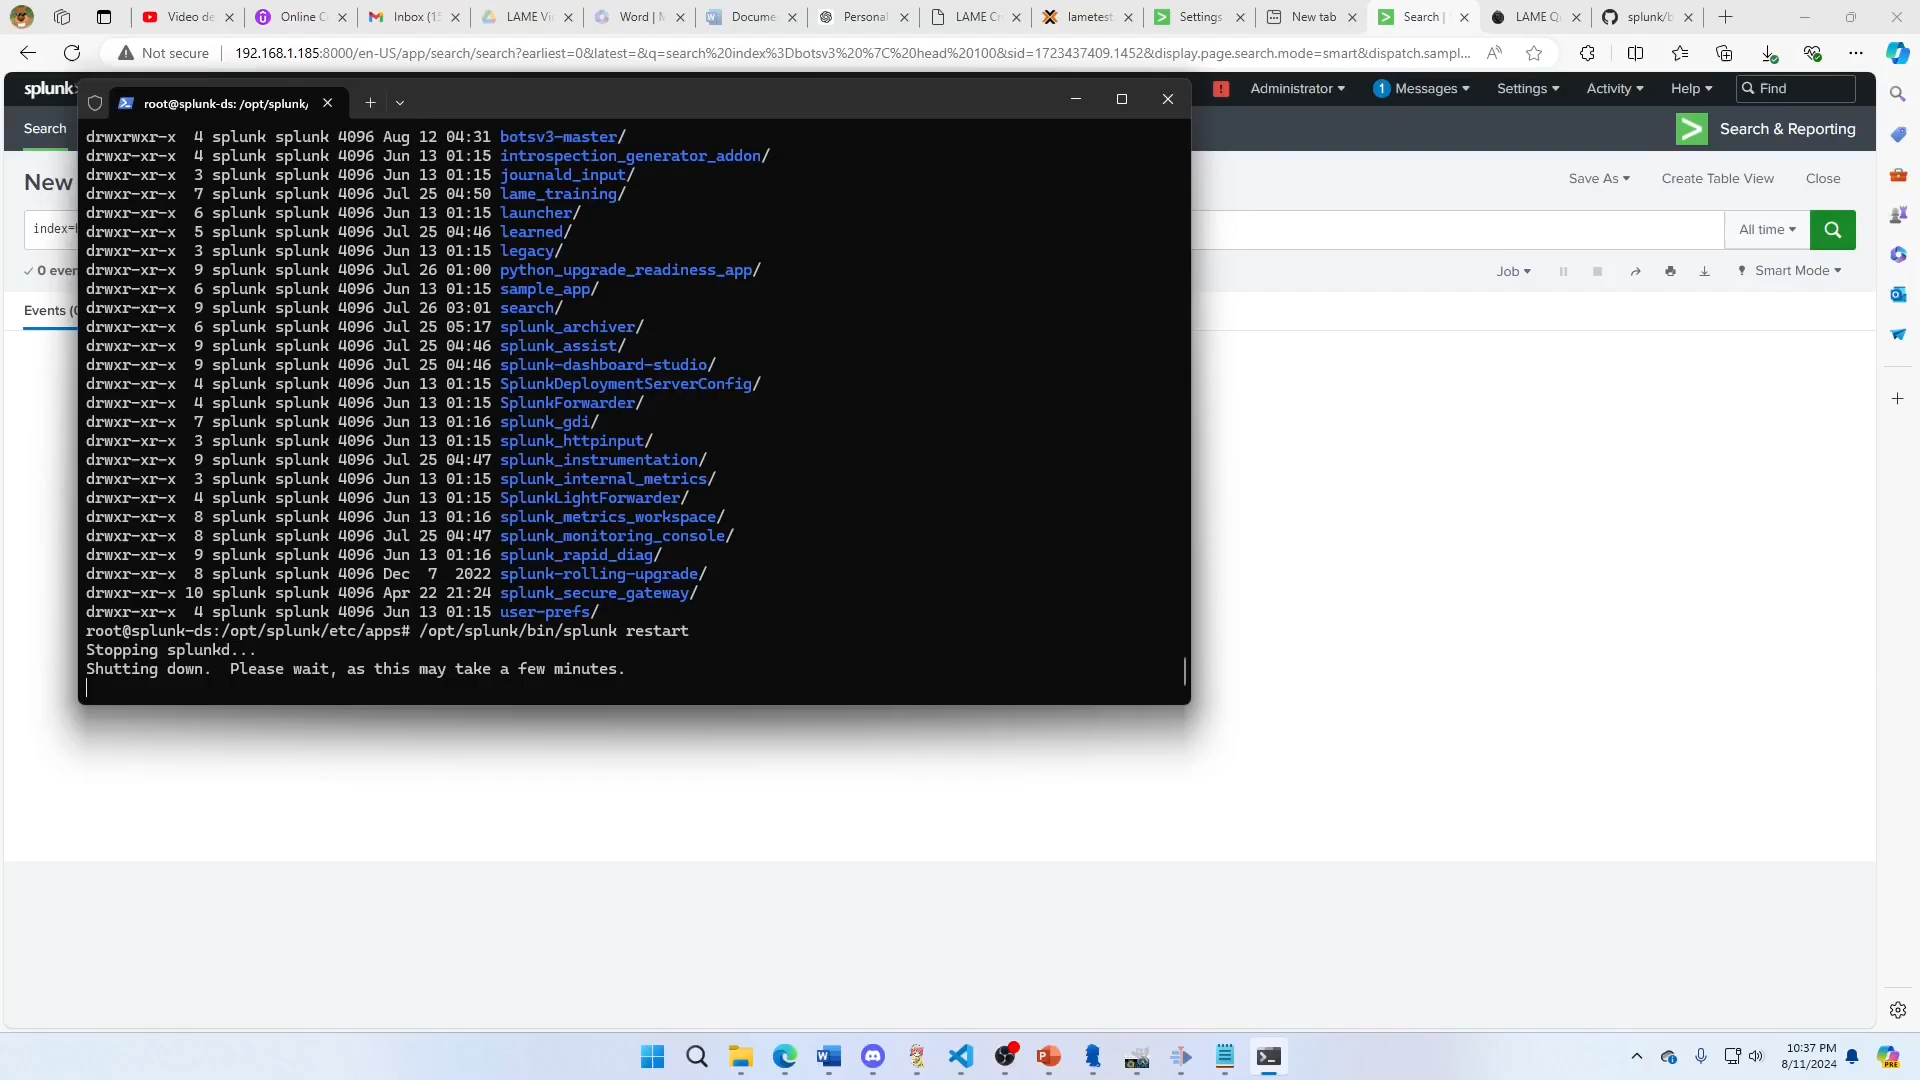 Video de
Online C
Inbox (15
LAME Vi
Word | M
Docume
Personal
LAME Cr
lametest
Settings
New tab
Search |
LAME Qu
splunk/b
Not secure
192.168.1.185:8000/en-US/app/search/search?earliest=0&latest=&q=search%20index%3Dbotsv3%20%7C%20head%20100&sid=1723437409.1452&display.page.search.mode=smart&dispatch.sampl...
splunk>
Administrator
1 Messages
Settings
Activity
Help
Find
root@splunk-ds: /opt/splunk/
Search
Search & Reporting
New
Save As
Create Table View
Close
index=b
All time
✓ 0 even
Job
Smart Mode
Events (0
drwxrwxr-x  4 splunk splunk 4096 Aug 12 04:31 botsv3-master/
drwxr-xr-x  4 splunk splunk 4096 Jun 13 01:15 introspection_generator_addon/
drwxr-xr-x  3 splunk splunk 4096 Jun 13 01:15 journald_input/
drwxr-xr-x  7 splunk splunk 4096 Jul 25 04:50 lame_training/
drwxr-xr-x  6 splunk splunk 4096 Jun 13 01:15 launcher/
drwxr-xr-x  5 splunk splunk 4096 Jul 25 04:46 learned/
drwxr-xr-x  3 splunk splunk 4096 Jun 13 01:15 legacy/
drwxr-xr-x  9 splunk splunk 4096 Jul 26 01:00 python_upgrade_readiness_app/
drwxr-xr-x  6 splunk splunk 4096 Jun 13 01:15 sample_app/
drwxr-xr-x  9 splunk splunk 4096 Jul 26 03:01 search/
drwxr-xr-x  6 splunk splunk 4096 Jul 25 05:17 splunk_archiver/
drwxr-xr-x  9 splunk splunk 4096 Jul 25 04:46 splunk_assist/
drwxr-xr-x  9 splunk splunk 4096 Jul 25 04:46 splunk-dashboard-studio/
drwxr-xr-x  4 splunk splunk 4096 Jun 13 01:15 SplunkDeploymentServerConfig/
drwxr-xr-x  4 splunk splunk 4096 Jun 13 01:15 SplunkForwarder/
drwxr-xr-x  7 splunk splunk 4096 Jun 13 01:16 splunk_gdi/
drwxr-xr-x  3 splunk splunk 4096 Jun 13 01:15 splunk_httpinput/
drwxr-xr-x  9 splunk splunk 4096 Jul 25 04:47 splunk_instrumentation/
drwxr-xr-x  3 splunk splunk 4096 Jun 13 01:15 splunk_internal_metrics/
drwxr-xr-x  4 splunk splunk 4096 Jun 13 01:15 SplunkLightForwarder/
drwxr-xr-x  8 splunk splunk 4096 Jun 13 01:16 splunk_metrics_workspace/
drwxr-xr-x  8 splunk splunk 4096 Jul 25 04:47 splunk_monitoring_console/
drwxr-xr-x  9 splunk splunk 4096 Jun 13 01:16 splunk_rapid_diag/
drwxr-xr-x  8 splunk splunk 4096 Dec  7  2022 splunk-rolling-upgrade/
drwxr-xr-x 10 splunk splunk 4096 Apr 22 21:24 splunk_secure_gateway/
drwxr-xr-x  4 splunk splunk 4096 Jun 13 01:15 user-prefs/
root@splunk-ds:/opt/splunk/etc/apps# /opt/splunk/bin/splunk restart
Stopping splunkd...
Shutting down.  Please wait, as this may take a few minutes.
10:37 PM
8/11/2024